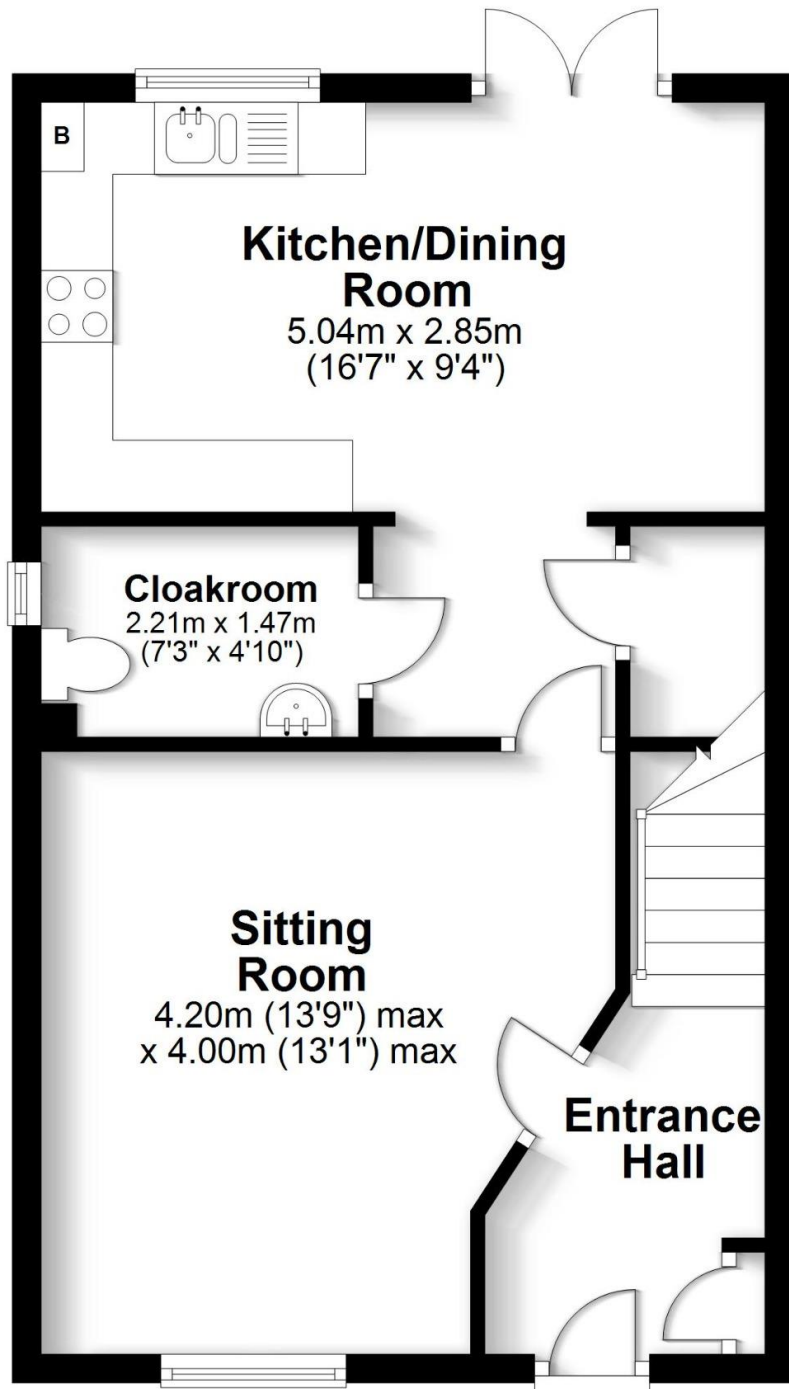 B
Kitchen/Dining
Room
5.04m x 2.85m
(16'7" x 9'4")
Cloakroom
2.21m x 1.47m
(7'3" x 4'10")
Sitting
Room
4.20m (13'9") max
x 4.00m (13'1") max
Entrance
Hall